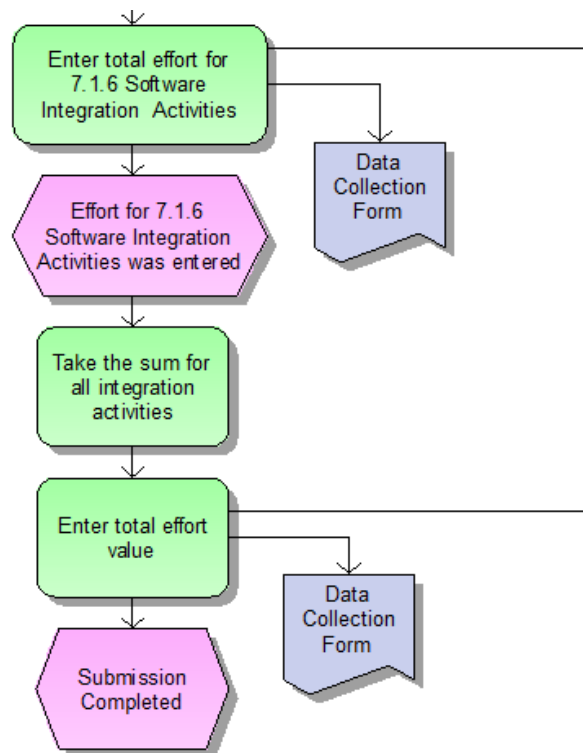 Enter total effort for
7.1.6 Software
Integration Activities
Data
Collection
Form
Effort for 7.1.6
Software Integration
Activities was entered
Take the sum for
all integration
activities
Enter total effort
value
Data
Collection
Form
Submission
Completed